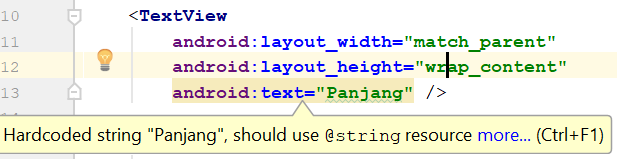 10 <TextView
11 android:layout_width="match_parent"
12 android:layout_height="wrap_content"
13 android:text="Panjang" />
Hardcoded string "Panjang", should use @string resource more... (Ctrl+F1)